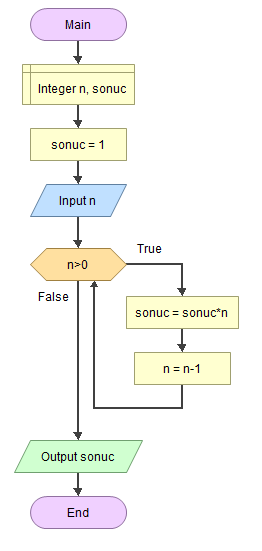 Main
Integer n, sonuc
sonuc = 1
Input n
n>0
True
False
sonuc = sonuc*n
n = n-1
Output sonuc
End